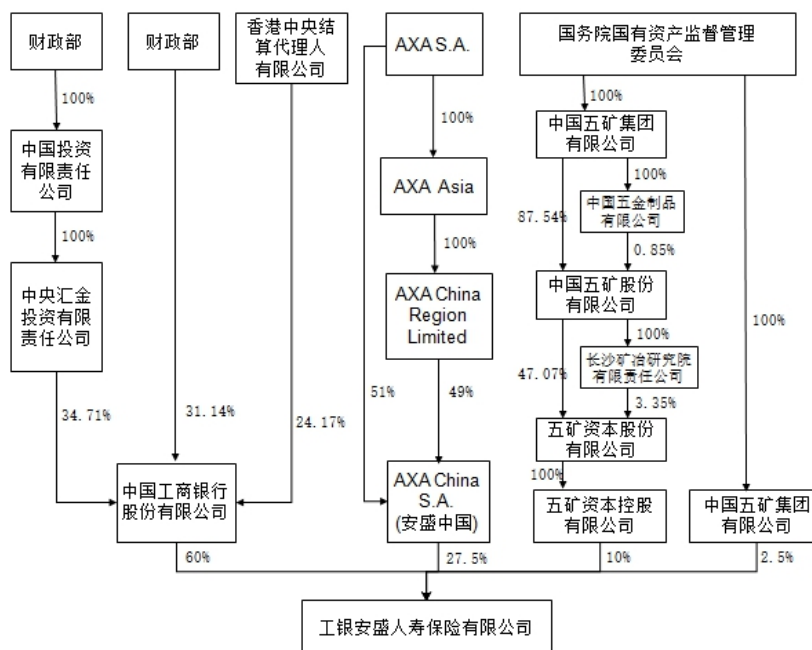 财政部
财政部
香港中央结
算代理人
有限公司
AXA S.A.
国务院国有资产监督管理
委员会
100%
100%
100%
中国投资
有限责任
公司
AXA Asia
中国五矿集团
有限公司
100%
中国五金制品
有限公司
87.54%
0.85%
100%
100%
中央汇金
投资有限
责任公司
AXA China
Region
Limited
中国五矿股份
有限公司
100%
100%
长沙矿冶研究院
有限责任公司
47.07%
3.35%
34.71%
31.14%
24.17%
51%
49%
五矿资本股份
有限公司
100%
中国工商银行
股份有限公司
AXA China
S.A.
(安盛中国)
五矿资本控股
有限公司
中国五矿集团
有限公司
60%
27.5%
10%
2.5%
工银安盛人寿保险有限公司